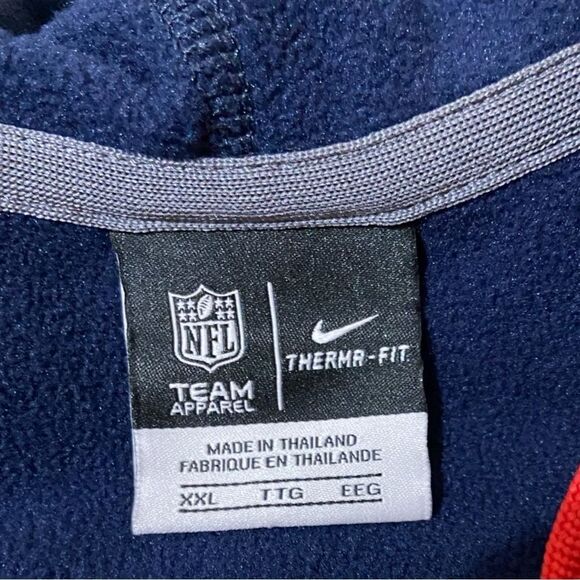 NFL
TEAM
APPAREL
THERMA-FIT
MADE IN THAILAND
FABRIQUE EN THAILANDE
XXL TTG EEG